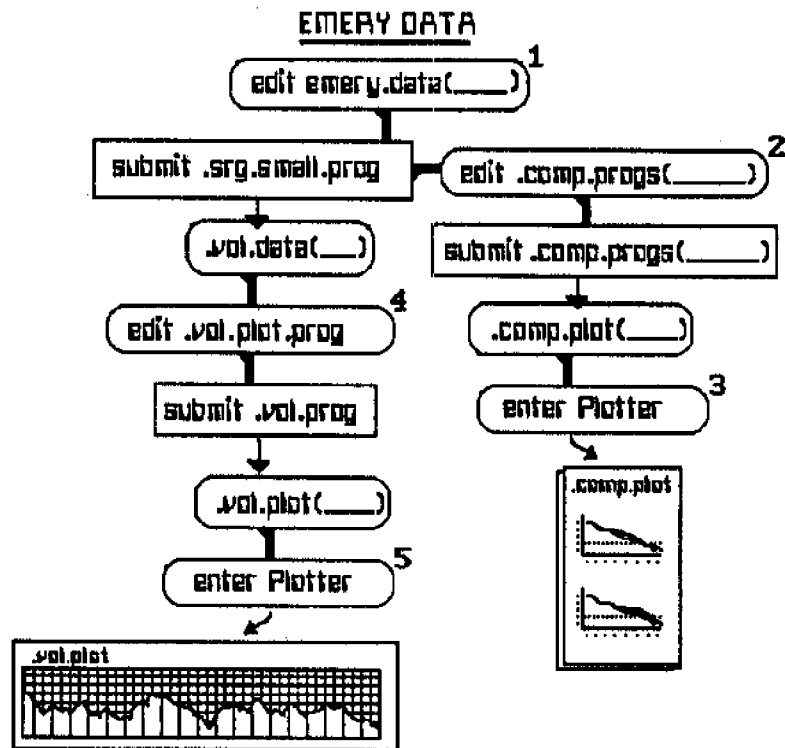 EMERY DATA
1
edit emery.data(____)
submit .srg.small.prog
2
edit .comp.progs(____)
.vol.data(___)
submit .comp.progs(____)
4
edit .vol.plot.prog
.comp.plot(____)
submit .vol.prog
3
enter Plotter
.vol.plot(____)
.comp.plot
5
enter Plotter
.vol.plot